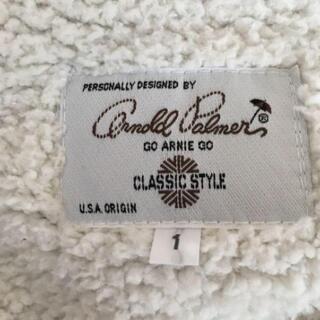 PERSONALLY DESIGNED BY
Arnold Palmer ®
GO ARNIE GO
CLASSIC STYLE
U.S.A. ORIGIN
1